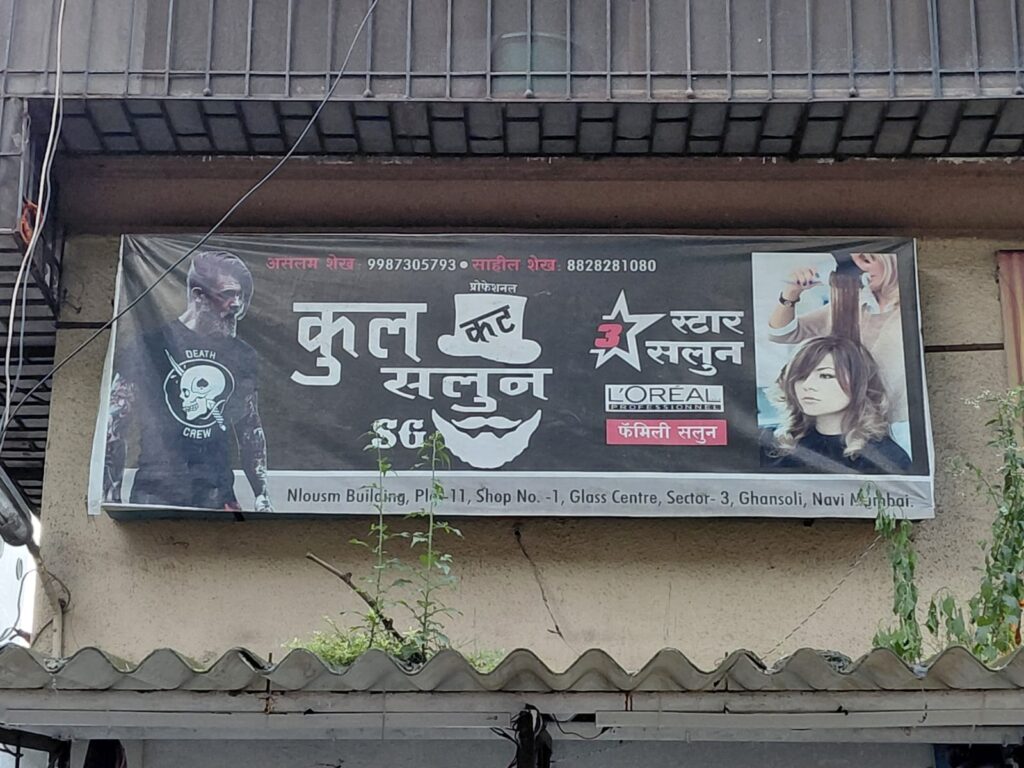 असलम शेख : 9987305793 • साहील शेख : 8828281080
प्रोफेशनल
कुल कट
सलुन
SG
3 स्टार
सलुन
L'ORÉAL
PROFESSIONNEL
फॅमिली सलुन
DEATH
CREW
Nlousm Building, Plot-11, Shop No. -1, Glass Centre, Sector- 3, Ghansoli, Navi Mumbai.